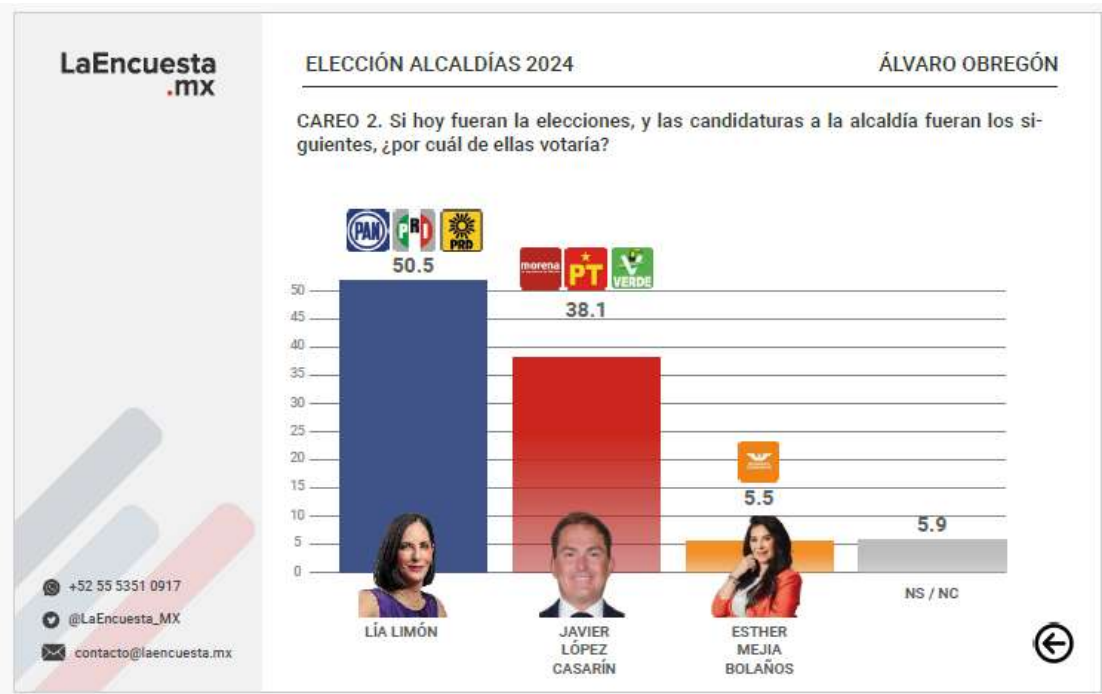 LaEncuesta
.mx
ELECCIÓN ALCALDÍAS 2024
ÁLVARO OBREGÓN
CAREO 2. Si hoy fueran la elecciones, y las candidaturas a la alcaldía fueran los si-
guientes, ¿por cuál de ellas votaría?
PAN
PRI
PRD
50.5
morena
PT
VERDE
38.1
50
45
40
35
30
25
20
15
10
5
0
5.5
5.9
LÍA LIMÓN
JAVIER
LÓPEZ
CASARÍN
ESTHER
MEJIA
BOLAÑOS
NS / NC
+52 55 5351 0917
@LaEncuesta_MX
contacto@laencuesta.mx